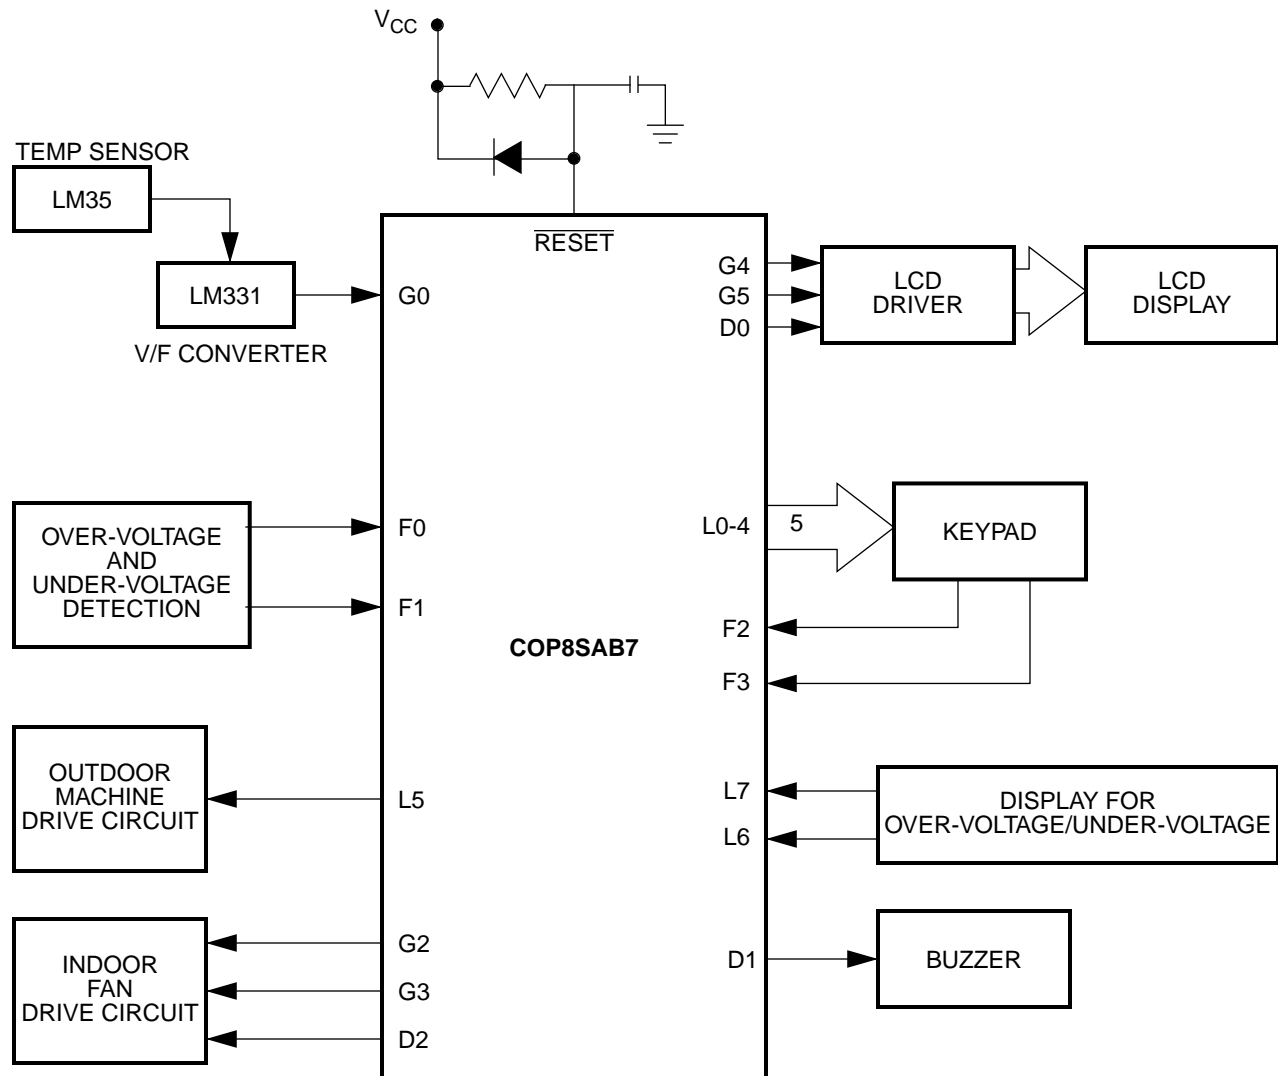 VCC
TEMP SENSOR
LM35
LM331
V/F CONVERTER
RESET
G0
G4
G5
D0
LCD
DRIVER
LCD
DISPLAY
OVER-VOLTAGE
AND
UNDER-VOLTAGE
DETECTION
F0
F1
COP8SAB7
L0-4
5
KEYPAD
F2
F3
OUTDOOR
MACHINE
DRIVE CIRCUIT
L5
L7
L6
DISPLAY FOR
OVER-VOLTAGE/UNDER-VOLTAGE
INDOOR
FAN
DRIVE CIRCUIT
G2
G3
D2
D1
BUZZER